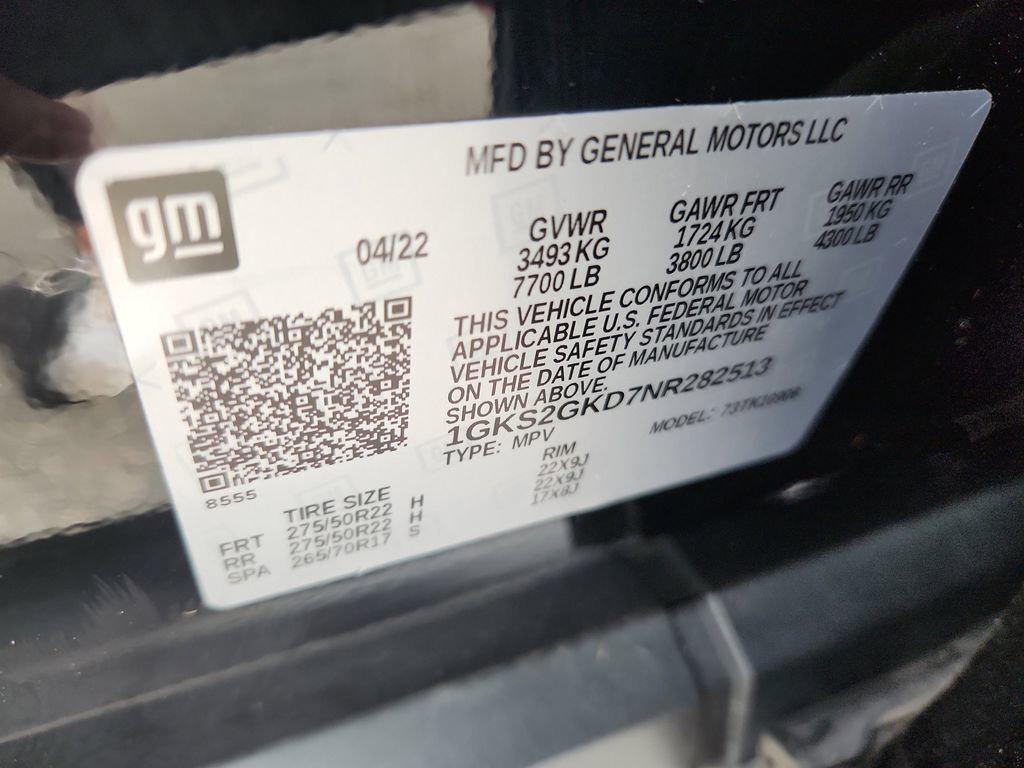 gm
MFD BY GENERAL MOTORS LLC
04/22
GVWR
3493 KG
7700 LB
GAWR FRT
1724 KG
3800 LB
GAWR RR
1950 KG
4300 LB
THIS VEHICLE CONFORMS TO ALL
APPLICABLE U.S. FEDERAL MOTOR
VEHICLE SAFETY STANDARDS IN EFFECT
ON THE DATE OF MANUFACTURE
SHOWN ABOVE.
1GKS2GKD7NR282513
TYPE: MPV
MODEL: 73TK10906
8555
TIRE SIZE
RIM
FRT 275/50R22 H 22X9J
RR 275/50R22 H 22X9J
SPA 265/70R17 S 17X8J